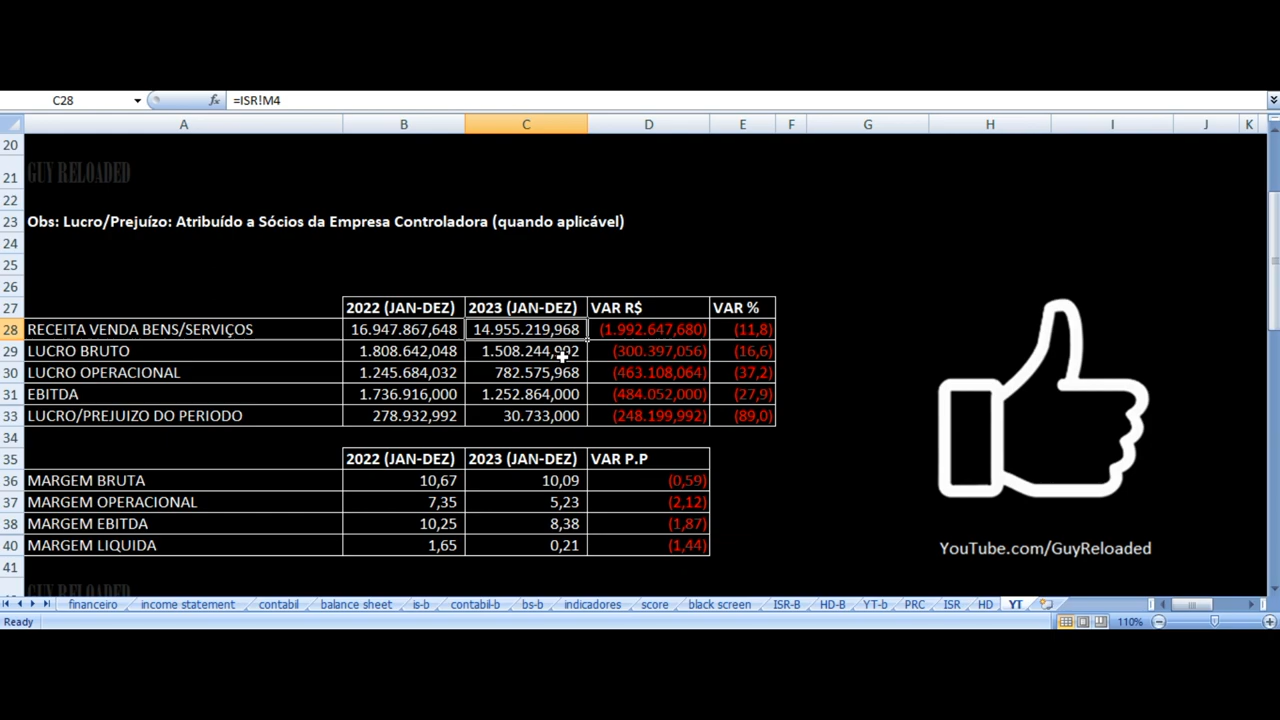 C28 fx =ISR!M4
A B C D E F G H I J K
20
21 GUY RELOADED
22
23 Obs: Lucro/Prejuízo: Atribuído a Sócios da Empresa Controladora (quando aplicável)
24
25
26
27 2022 (JAN-DEZ) 2023 (JAN-DEZ) VAR R$ VAR %
28 RECEITA VENDA BENS/SERVIÇOS 16.947.867,648 14.955.219,968 (1.992.647,680) (11,8)
29 LUCRO BRUTO 1.808.642,048 1.508.244,992 (300.397,056) (16,6)
30 LUCRO OPERACIONAL 1.245.684,032 782.575,968 (463.108,064) (37,2)
31 EBITDA 1.736.916,000 1.252.864,000 (484.052,000) (27,9)
33 LUCRO/PREJUIZO DO PERIODO 278.932,992 30.733,000 (248.199,992) (89,0)
34
35 2022 (JAN-DEZ) 2023 (JAN-DEZ) VAR P.P
36 MARGEM BRUTA 10,67 10,09 (0,59)
37 MARGEM OPERACIONAL 7,35 5,23 (2,12)
38 MARGEM EBITDA 10,25 8,38 (1,87)
40 MARGEM LIQUIDA 1,65 0,21 (1,44)
YouTube.com/GuyReloaded
41
GUY RELOADED
financeiro income statement contabil balance sheet is-b contabil-b bs-b indicadores score black screen ISR-B HD-B YT-b PRC ISR HD YT
Ready 110%